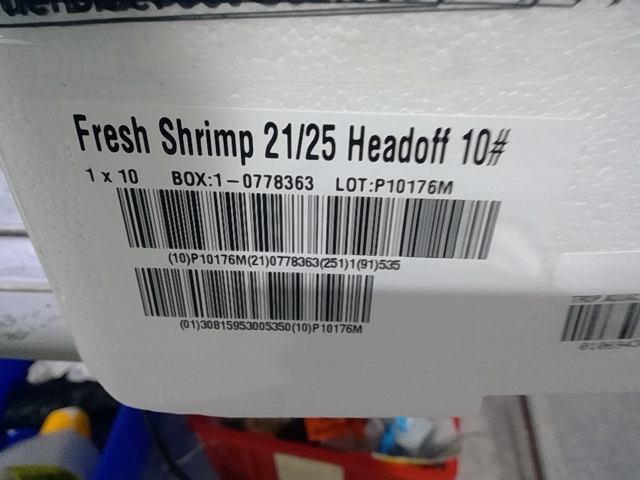 Fresh Shrimp 21/25 Headoff 10#
1 x 10 BOX:1-0778363 LOT:P10176M
(10)P10176M(21)0778363(251)1(91)535
(01)30815953005350(10)P10176M